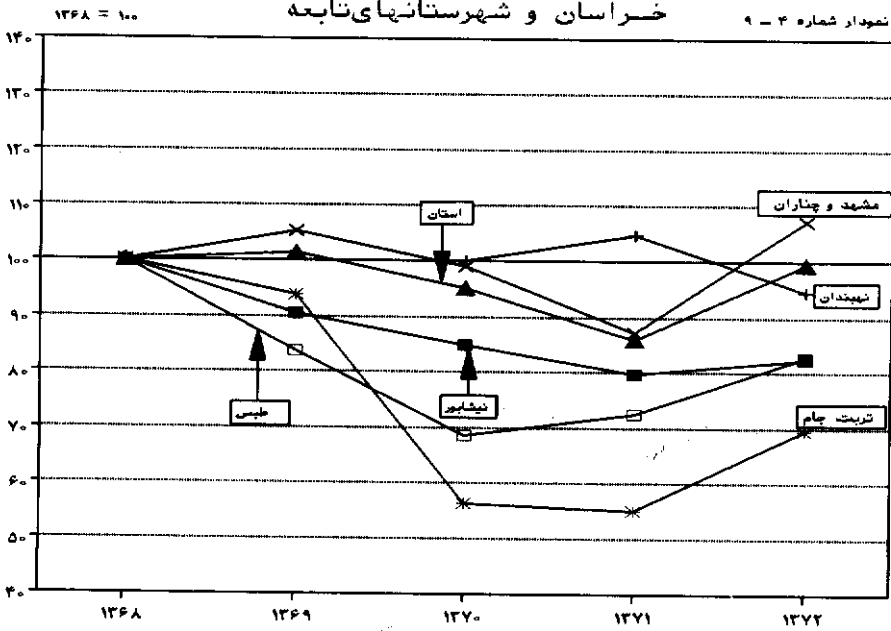 نمودار شماره ۴ – ۹
خراسان و شهرستانهای‌تابعه
۱۳۶۸ = ۱۰۰
۱۴۰
۱۳۰
۱۲۰
۱۱۰
۱۰۰
۹۰
۸۰
۷۰
۶۰
۵۰
۴۰
مشهد و چناران
استان
نهبندان
نیشابور
طبس
تربت جام
۱۳۶۸
۱۳۶۹
۱۳۷۰
۱۳۷۱
۱۳۷۲